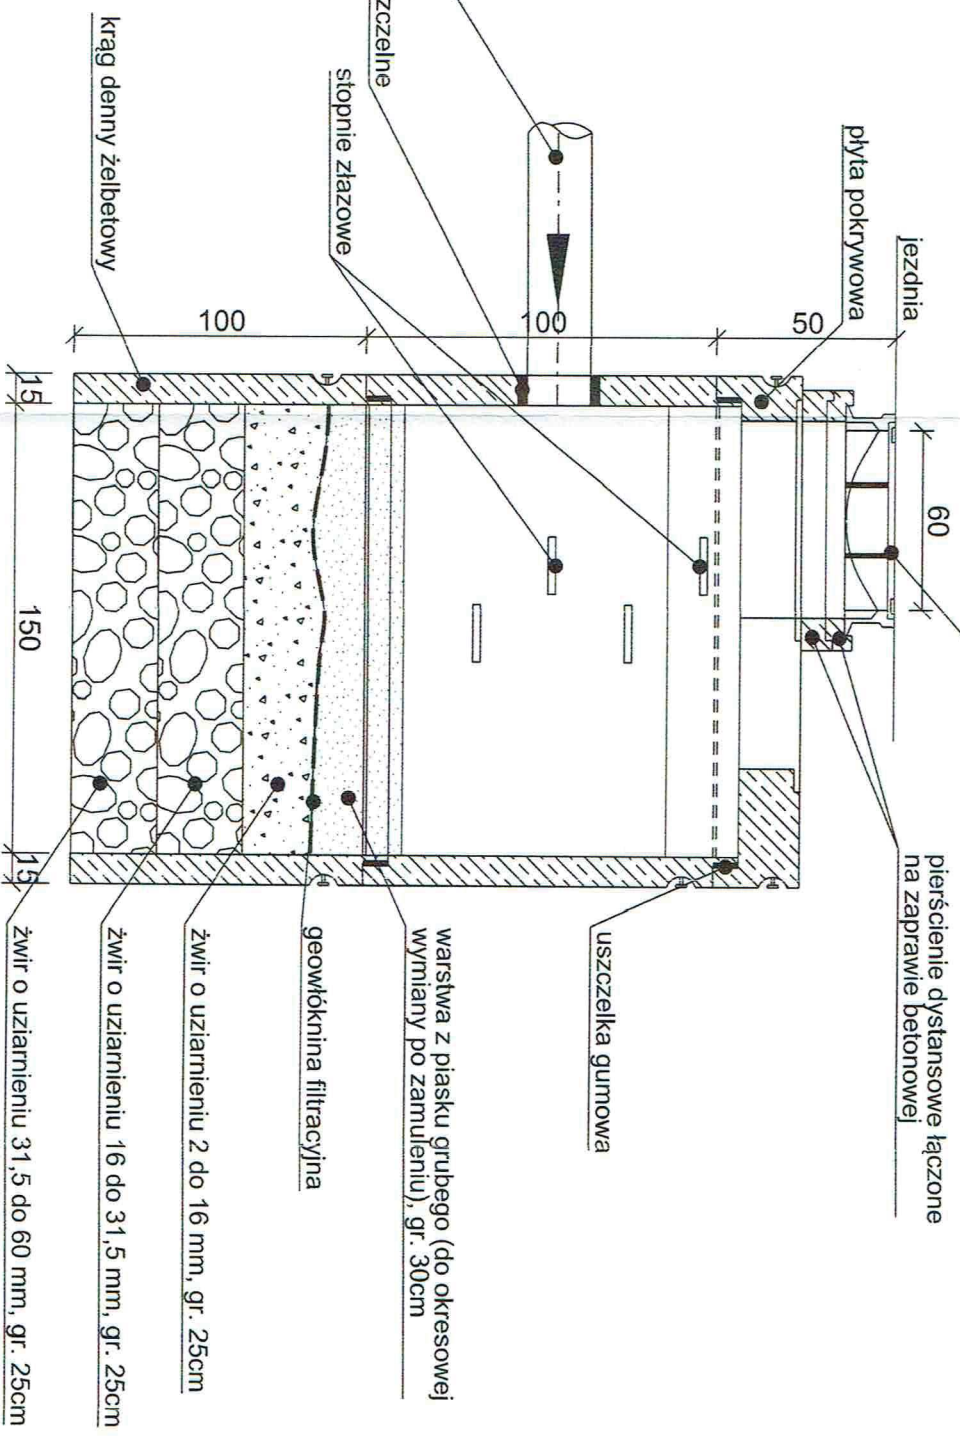 jezdnia
płyta pokrywowa
stopnie złazowe
krąg denny żelbetowy
50
100
100
60
15
150
15
pierścienie dystansowe łączone
na zaprawie betonowej
uszczelka gumowa
warstwa z piasku grubego (do okresowej
wymiany po zamuleniu), gr. 30cm
geowłóknina filtracyjna
żwir o uziarnieniu 2 do 16 mm, gr. 25cm
żwir o uziarnieniu 16 do 31,5 mm, gr. 25cm
żwir o uziarnieniu 31,5 do 60 mm, gr. 25cm